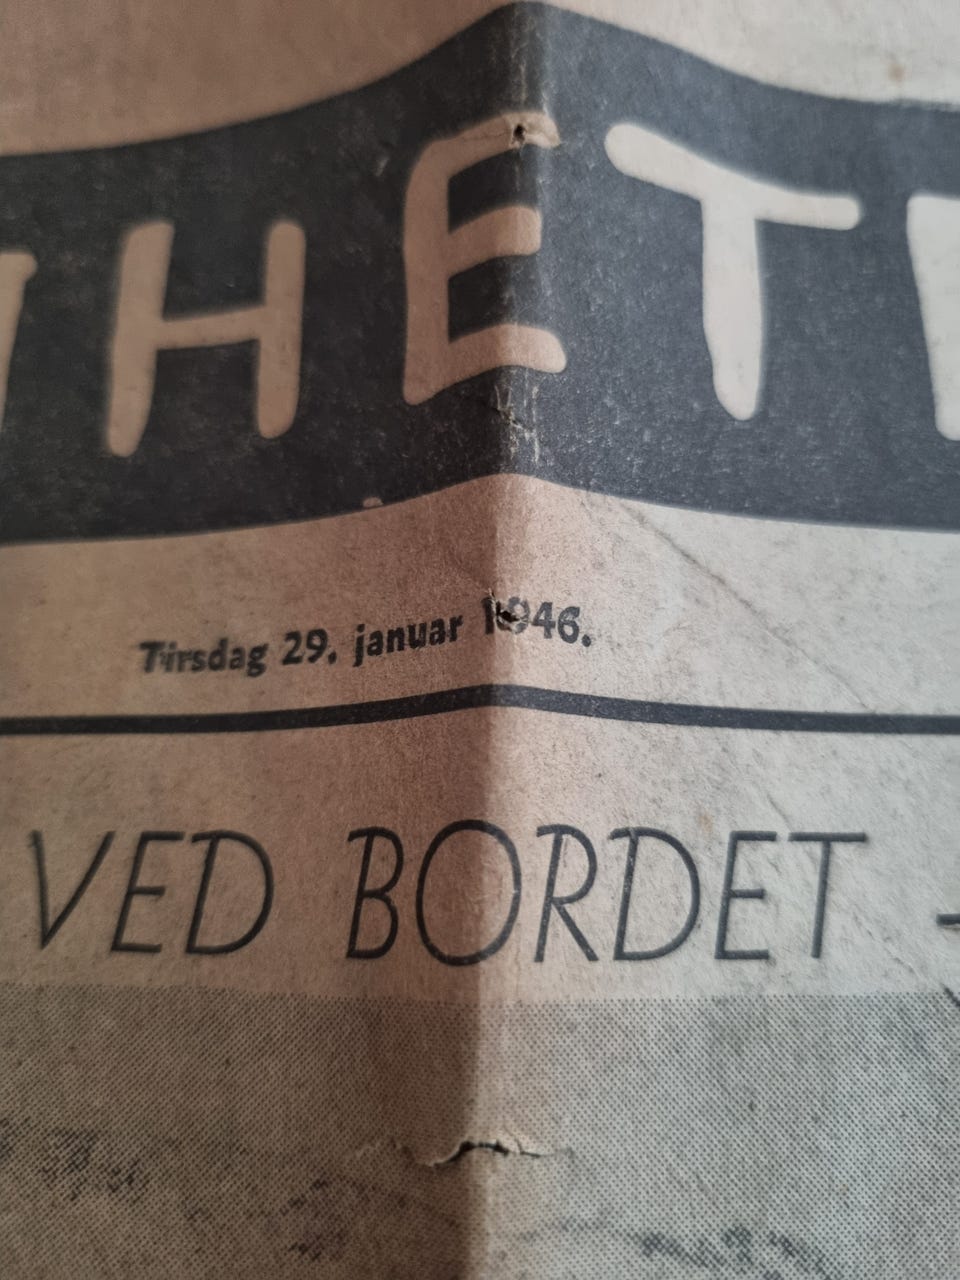 HET
Tirsdag 29. januar 1946.
VED BORDET